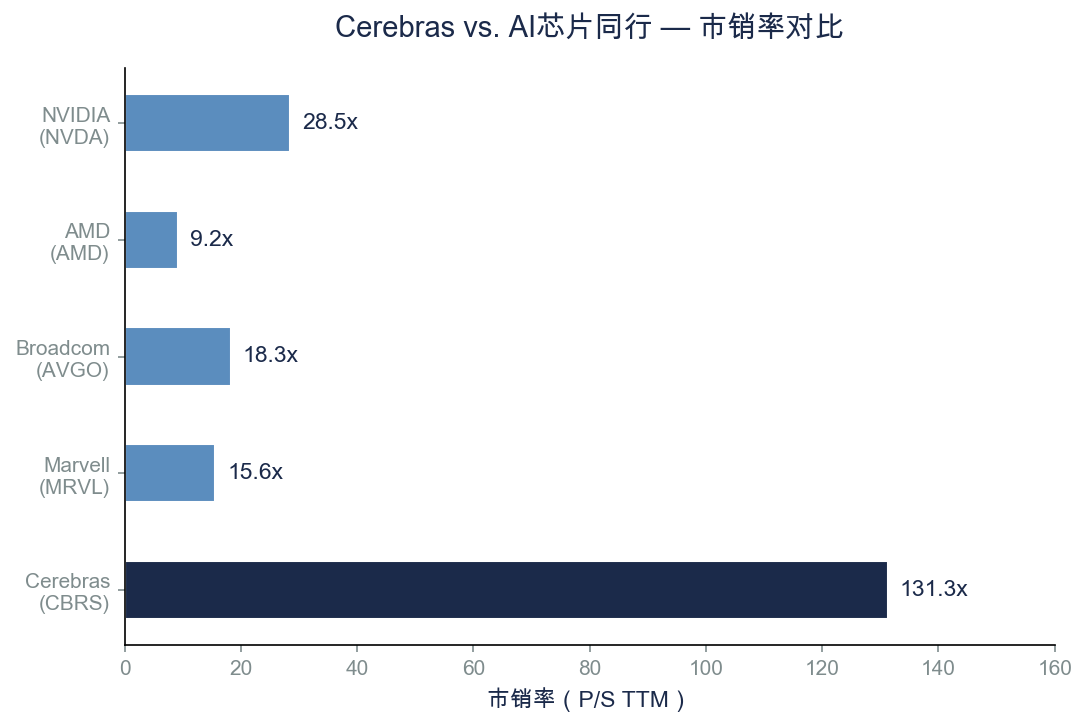 Cerebras vs. AI芯片同行 — 市销率对比
NVIDIA
(NVDA)
28.5x
AMD
(AMD)
9.2x
Broadcom
(AVGO)
18.3x
Marvell
(MRVL)
15.6x
Cerebras
(CBRS)
131.3x
0 20 40 60 80 100 120 140 160
市销率（P/S TTM）